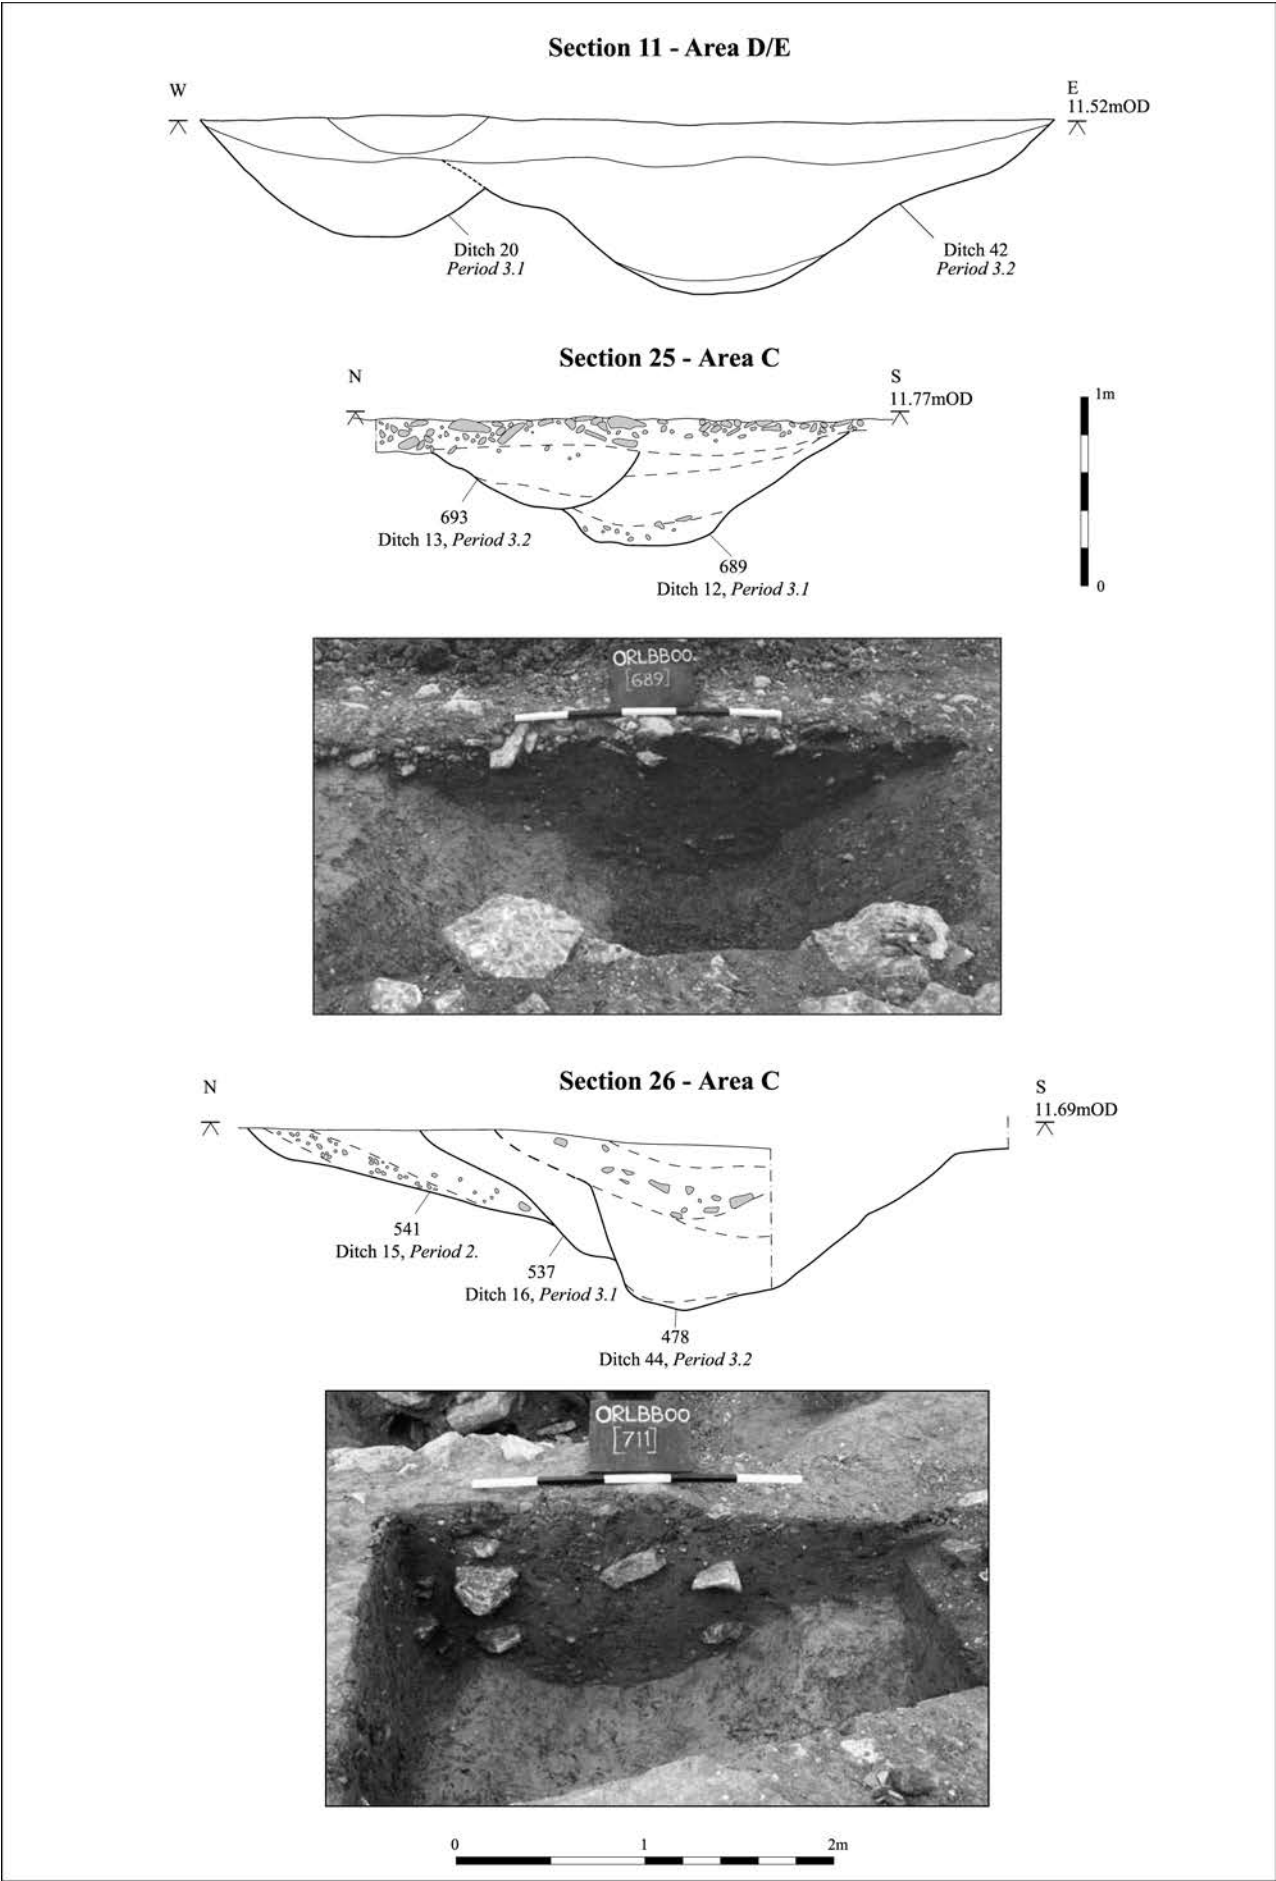 Section 11 - Area D/E
W
E
11.52mOD
Ditch 20
Period 3.1
Ditch 42
Period 3.2
Section 25 - Area C
N
S
11.77mOD
1m
0
693
Ditch 13, Period 3.2
689
Ditch 12, Period 3.1
ORLBB00.
[689]
Section 26 - Area C
N
S
11.69mOD
541
Ditch 15, Period 2.
537
Ditch 16, Period 3.1
478
Ditch 44, Period 3.2
ORLBB00
[711]
0 1 2m